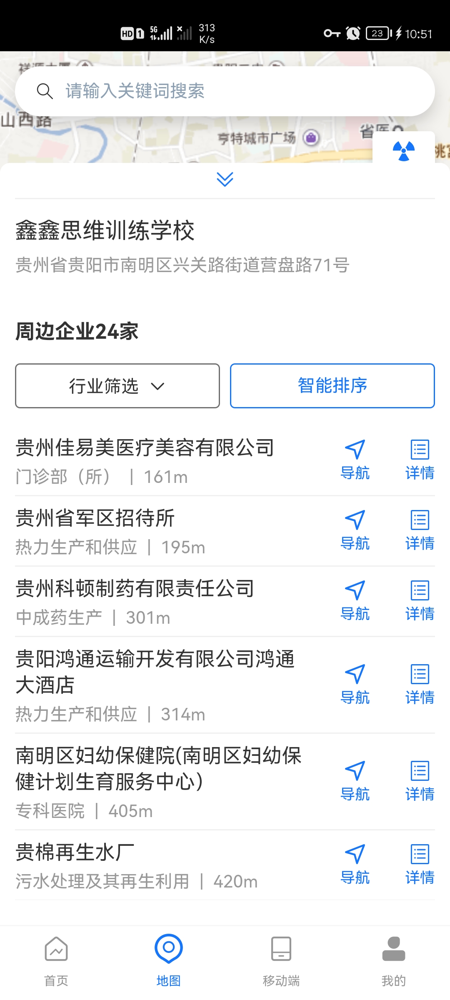 HD 1 5G 313 K/s 23 10:51
请输入关键词搜索
山西路
亨特城市广场
省医
鑫鑫思维训练学校
贵州省贵阳市南明区兴关路街道营盘路71号
周边企业24家
行业筛选
智能排序
贵州佳易美医疗美容有限公司
门诊部（所） | 161m
导航
详情
贵州省军区招待所
热力生产和供应 | 195m
导航
详情
贵州科顿制药有限责任公司
中成药生产 | 301m
导航
详情
贵阳鸿通运输开发有限公司鸿通
大酒店
热力生产和供应 | 314m
导航
详情
南明区妇幼保健院(南明区妇幼保
健计划生育服务中心)
专科医院 | 405m
导航
详情
贵棉再生水厂
污水处理及其再生利用 | 420m
导航
详情
首页
地图
移动端
我的